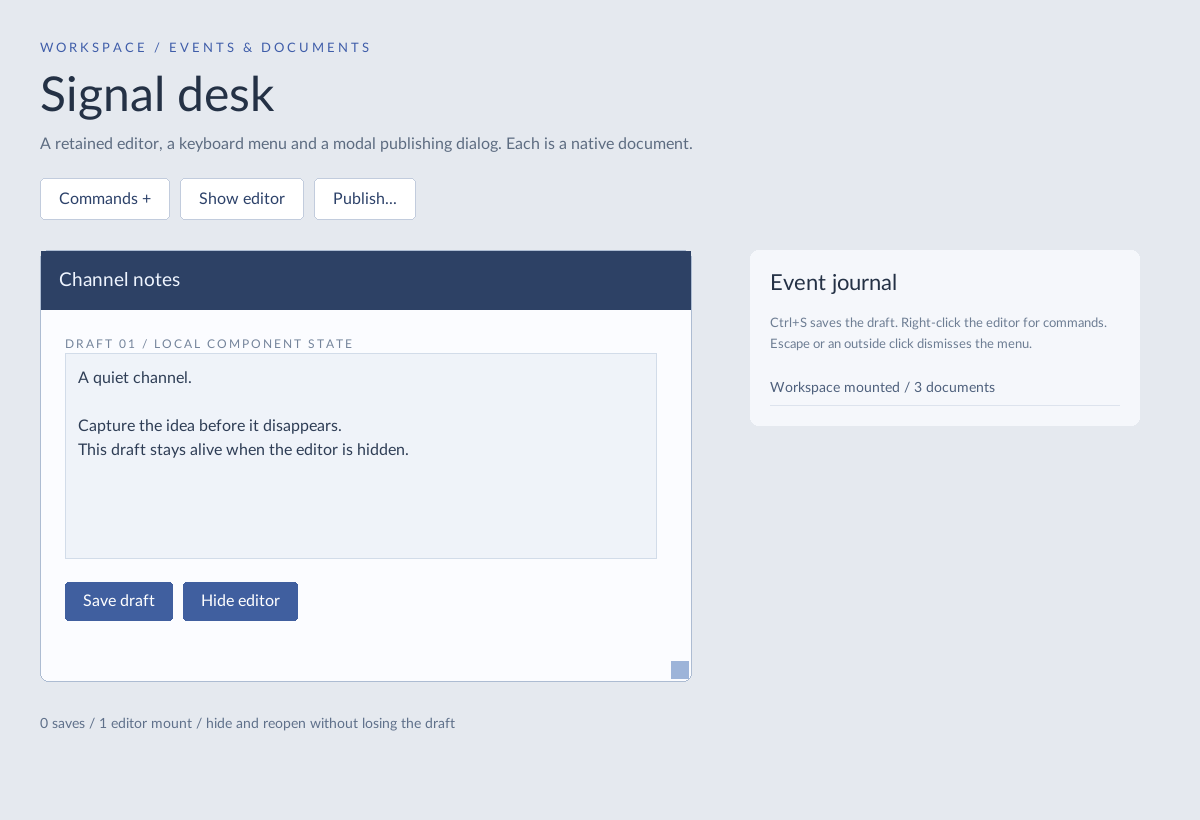 WORKSPACE / EVENTS & DOCUMENTS
Signal desk
A retained editor, a keyboard menu and a modal publishing dialog. Each is a native document.
Commands +
Show editor
Publish...
Channel notes
DRAFT 01 / LOCAL COMPONENT STATE
A quiet channel.
Capture the idea before it disappears.
This draft stays alive when the editor is hidden.
Save draft
Hide editor
Event journal
Ctrl+S saves the draft. Right-click the editor for commands.
Escape or an outside click dismisses the menu.
Workspace mounted / 3 documents
0 saves / 1 editor mount / hide and reopen without losing the draft